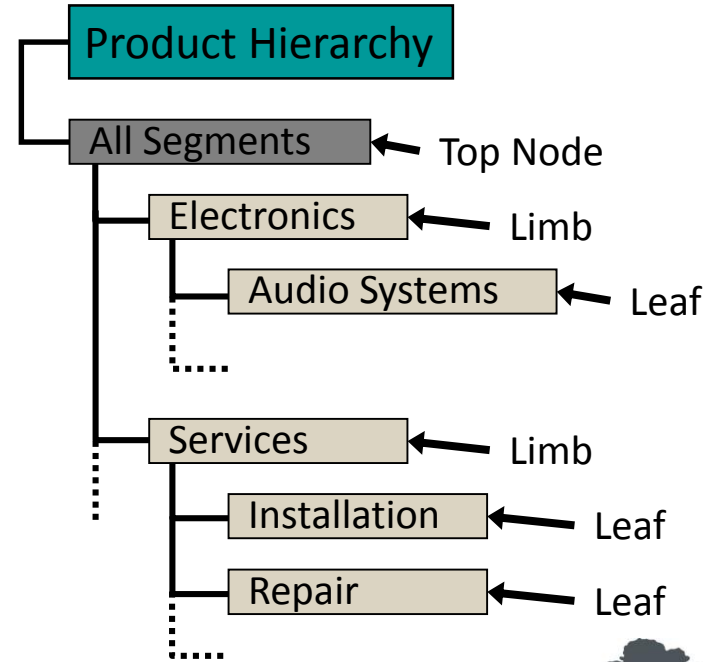 Product Hierarchy
All Segments
Top Node
Electronics
Limb
Audio Systems
Leaf
Services
Limb
Installation
Leaf
Repair
Leaf